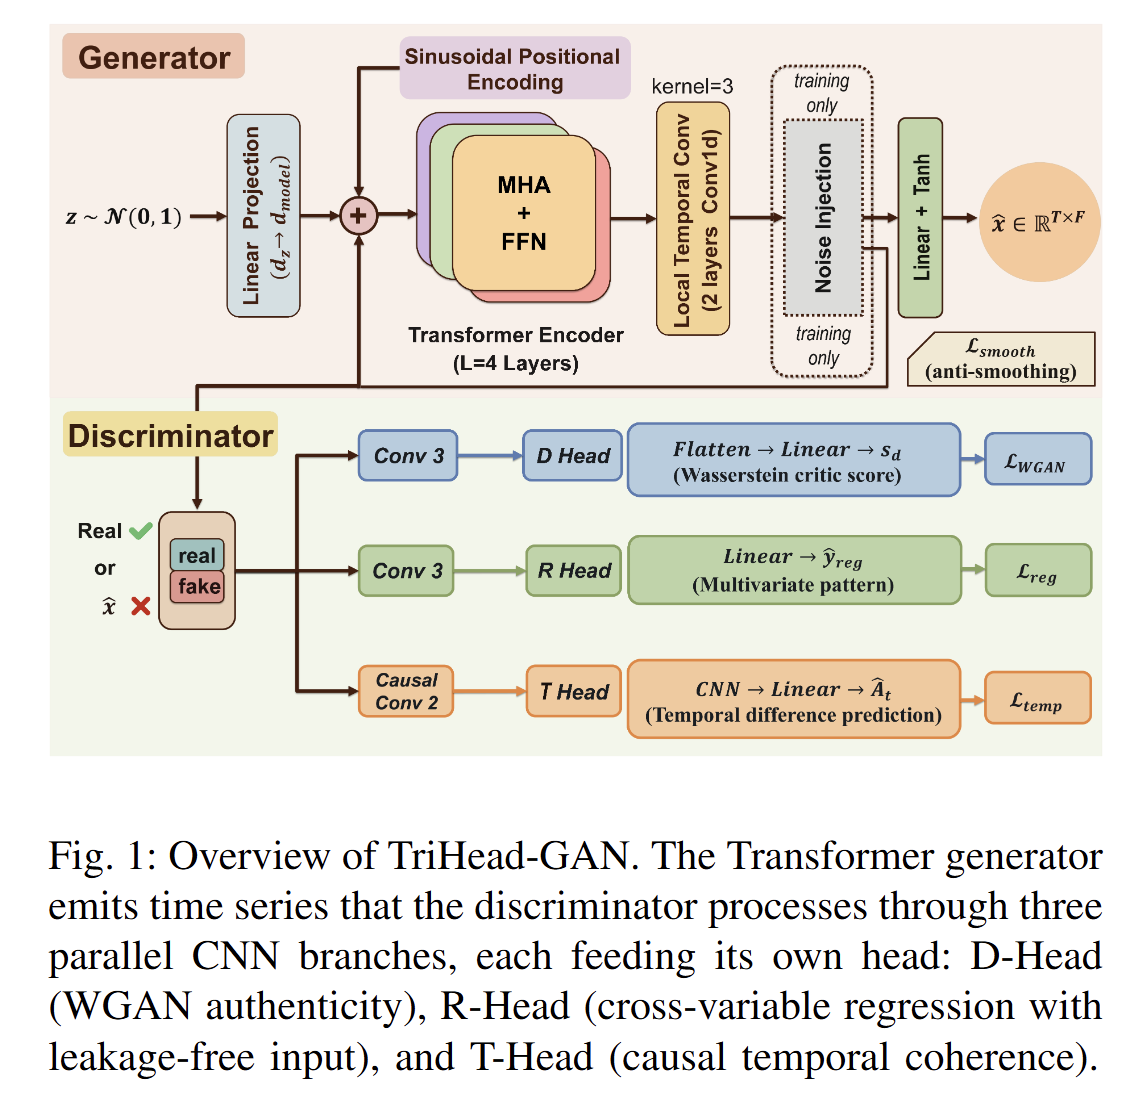 Generator
Sinusoidal Positional
Encoding
z ~ 𝒩(0, 1)
Linear Projection
(d_z → d_model)
+
MHA
+
FFN
Transformer Encoder
(L=4 Layers)
kernel=3
Local Temporal Conv
(2 layers Conv1d)
training
only
Noise Injection
training
only
Linear + Tanh
x̂ ∈ ℝ^{T×F}
ℒ_smooth
(anti-smoothing)
Discriminator
Real
or
x̂
real
fake
Conv 3
D Head
Flatten → Linear → s_d
(Wasserstein critic score)
ℒ_WGAN
Conv 3
R Head
Linear → ŷ_reg
(Multivariate pattern)
ℒ_reg
Causal
Conv 2
T Head
CNN → Linear → Â_t
(Temporal difference prediction)
ℒ_temp
Fig. 1: Overview of TriHead-GAN. The Transformer generator
emits time series that the discriminator processes through three
parallel CNN branches, each feeding its own head: D-Head
(WGAN authenticity), R-Head (cross-variable regression with
leakage-free input), and T-Head (causal temporal coherence).